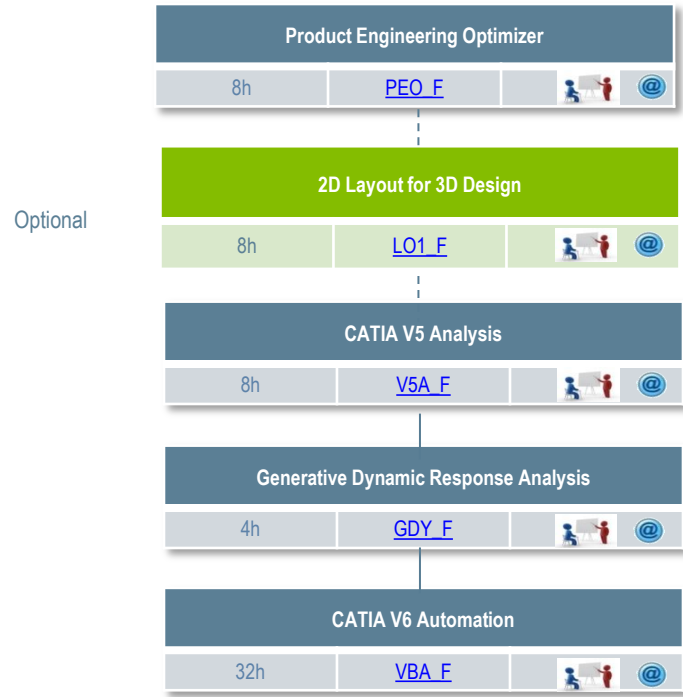 Product Engineering Optimizer
8h PEO_F @
2D Layout for 3D Design
Optional
8h LO1_F @
CATIA V5 Analysis
8h V5A_F @
Generative Dynamic Response Analysis
4h GDY_F @
CATIA V6 Automation
32h VBA_F @